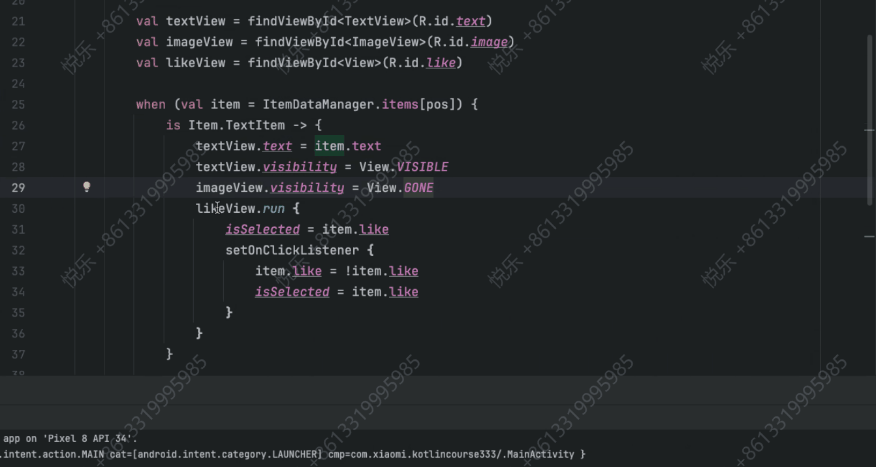 20
21 val textView = findViewById<TextView>(R.id.text)
22 val imageView = findViewById<ImageView>(R.id.image)
23 val likeView = findViewById<View>(R.id.like)
24
25 when (val item = ItemDataManager.items[pos]) {
26 is Item.TextItem -> {
27 textView.text = item.text
28 textView.visibility = View.VISIBLE
29 imageView.visibility = View.GONE
30 likeView.run {
31 isSelected = item.like
32 setOnClickListener {
33 item.like = !item.like
34 isSelected = item.like
35 }
36 }
37 }
38
app on 'Pixel 8 API 34'.
.intent.action.MAIN cat=[android.intent.category.LAUNCHER] cmp=com.xiaomi.kotlincourse333/.MainActivity }
悦乐 +8613319995985
悦乐 +8613319995985
悦乐 +8613319995985
悦乐 +8613319995985
悦乐 +8613319995985
悦乐 +8613319995985
悦乐 +8613319995985
悦乐 +8613319995985
+8613319995985
+8613319995985
+8613319995985
+8613319995985